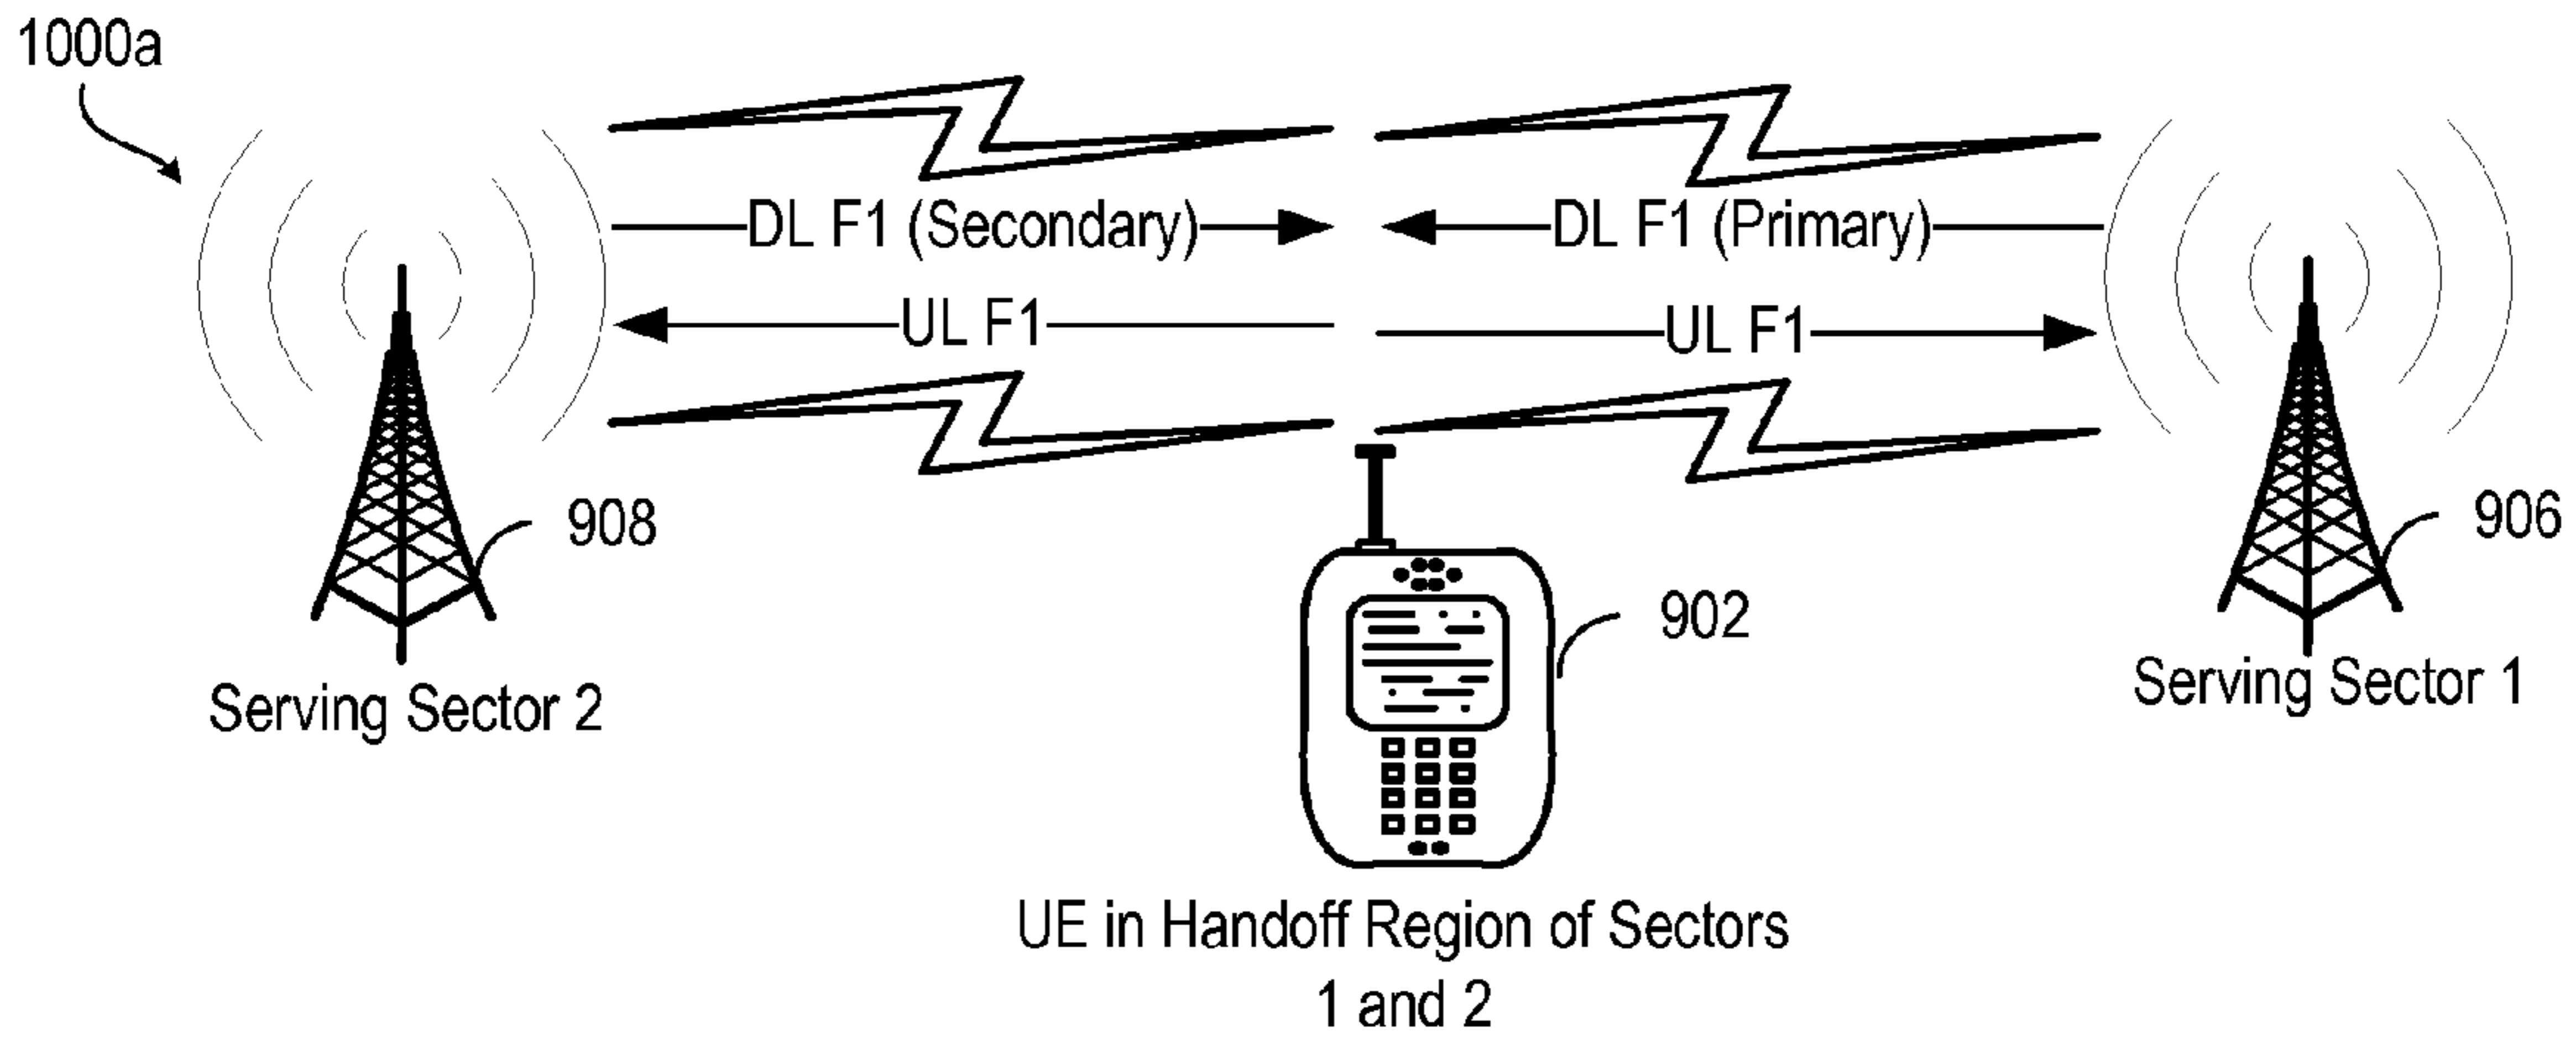 1000a
DL F1 (Secondary)
DL F1 (Primary)
UL F1
UL F1
908
906
902
Serving Sector 2
Serving Sector 1
UE in Handoff Region of Sectors
1 and 2